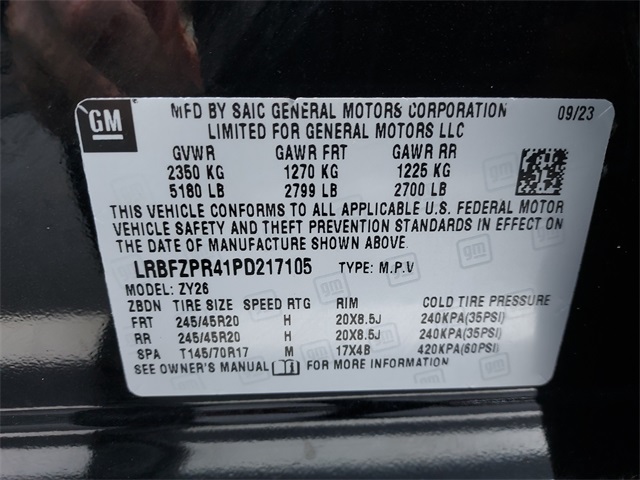 GM
MFD BY SAIC GENERAL MOTORS CORPORATION 09/23
LIMITED FOR GENERAL MOTORS LLC
GVWR GAWR FRT GAWR RR
2350 KG 1270 KG 1225 KG
5180 LB 2799 LB 2700 LB
THIS VEHICLE CONFORMS TO ALL APPLICABLE U.S. FEDERAL MOTOR
VEHICLE SAFETY AND THEFT PREVENTION STANDARDS IN EFFECT ON
THE DATE OF MANUFACTURE SHOWN ABOVE.
LRBFZPR41PD217105 TYPE: M.P.V
MODEL: ZY26
ZBDN TIRE SIZE SPEED RTG RIM COLD TIRE PRESSURE
FRT 245/45R20 H 20X8.5J 240KPA(35PSI)
RR 245/45R20 H 20X8.5J 240KPA(35PSI)
SPA T145/70R17 M 17X4B 420KPA(60PSI)
SEE OWNER'S MANUAL FOR MORE INFORMATION